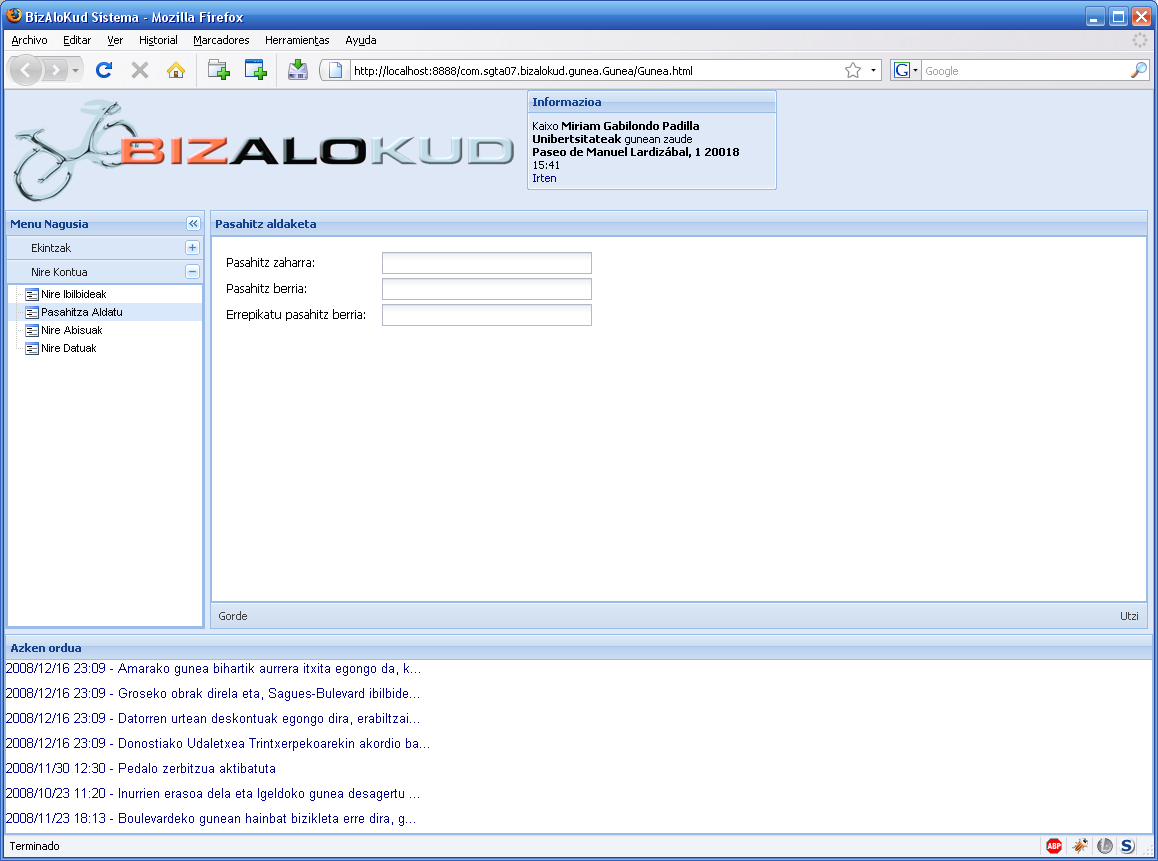 BizAloKud Sistema - Mozilla Firefox
Archivo Editar Ver Historial Marcadores Herramientas Ayuda
http://localhost:8888/com.sgta07.bizalokud.gunea.Gunea/Gunea.html
G Google
BIZALOKUD
Informazioa
Kaixo Miriam Gabilondo Padilla
Unibertsitateak gunean zaude
Paseo de Manuel Lardizábal, 1 20018
15:41
Irten
Menu Nagusia
Ekintzak
Nire Kontua
Nire Ibilbideak
Pasahitza Aldatu
Nire Abisuak
Nire Datuak
Pasahitz aldaketa
Pasahitz zaharra:
Pasahitz berria:
Errepikatu pasahitz berria:
Gorde Utzi
Azken ordua
2008/12/16 23:09 - Amarako gunea bihartik aurrera itxita egongo da, k...
2008/12/16 23:09 - Groseko obrak direla eta, Sagues-Bulevard ibilbide...
2008/12/16 23:09 - Datorren urtean deskontuak egongo dira, erabiltzai...
2008/12/16 23:09 - Donostiako Udaletxea Trintxerpekoarekin akordio ba...
2008/11/30 12:30 - Pedalo zerbitzua aktibatuta
2008/10/23 11:20 - Inurrien erasoa dela eta Igeldoko gunea desagertu ...
2008/11/23 18:13 - Boulevardeko gunean hainbat bizikleta erre dira, g...
Terminado
ABP
S